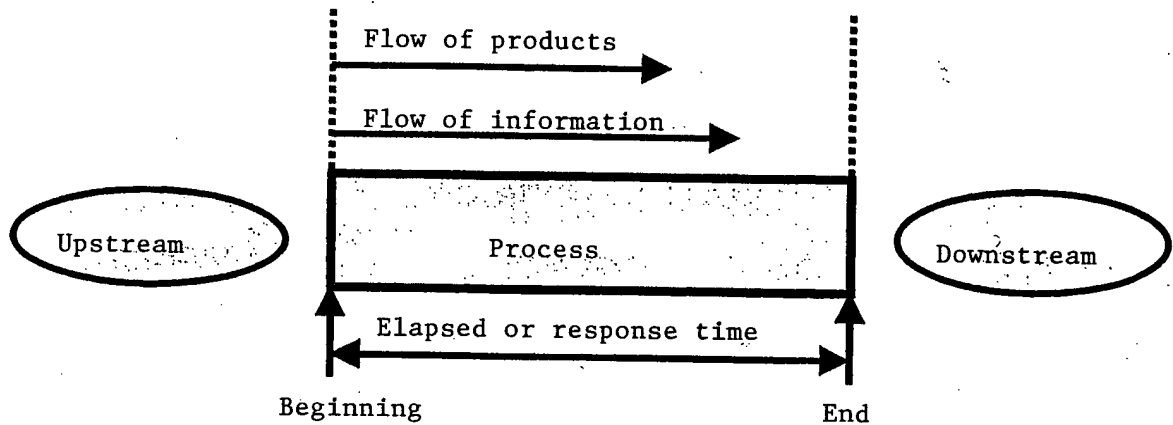 Flow of products
Flow of information
Upstream
Process
Downstream
Elapsed or response time
Beginning
End